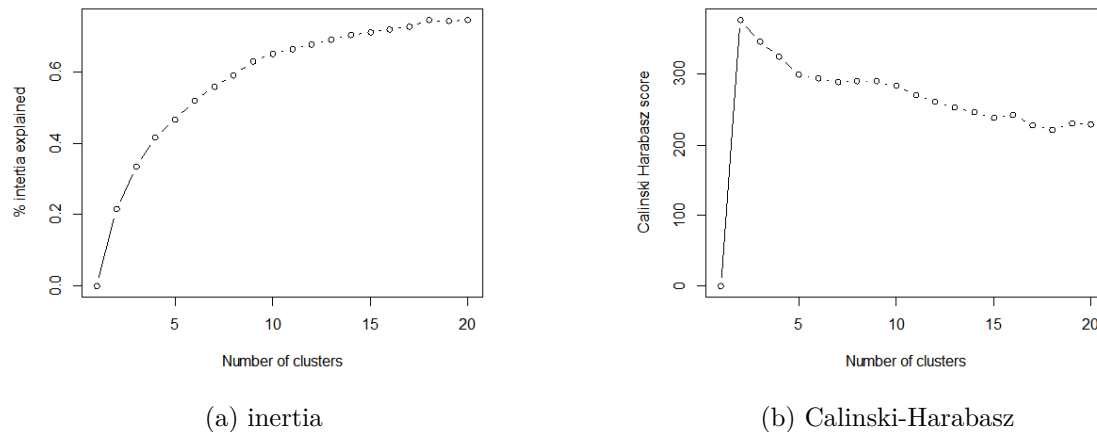 % intertia explained
0.0
0.2
0.4
0.6
5
10
15
20
Number of clusters
(a) inertia
Calinski Harabasz score
0
100
200
300
5
10
15
20
Number of clusters
(b) Calinski-Harabasz